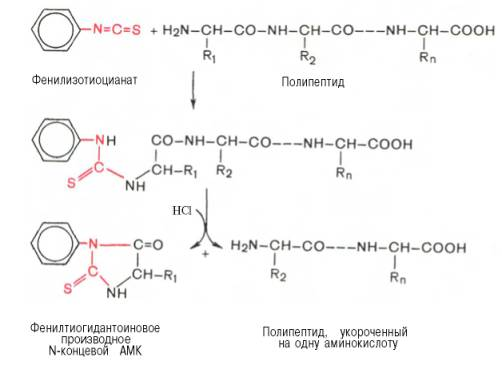 N=C=S + H₂N—CH—CO—NH—CH—CO---NH—CH—COOH
R₁ R₂ Rn
Фенилизотиоцианат Полипептид
NH CO—NH—CH—CO---NH—CH—COOH
C R₂ Rn
S NH CH—R₁
HCl
N C=O + H₂N—CH—CO---NH—CH—COOH
C CH—R₁ R₂ Rn
S NH
Фенилтиогидантоиновое
производное
N-концевой АМК
Полипептид, укороченный
на одну аминокислоту